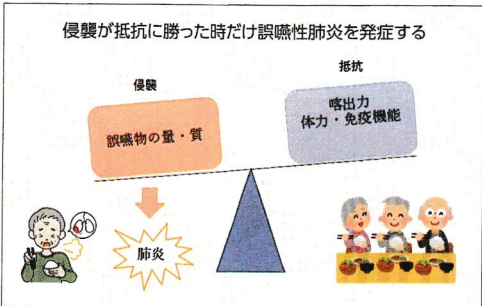 侵襲が抵抗に勝った時だけ誤嚥性肺炎を発症する
抵抗
侵襲
喀出力
体力・免疫機能
誤嚥物の量・質
肺炎